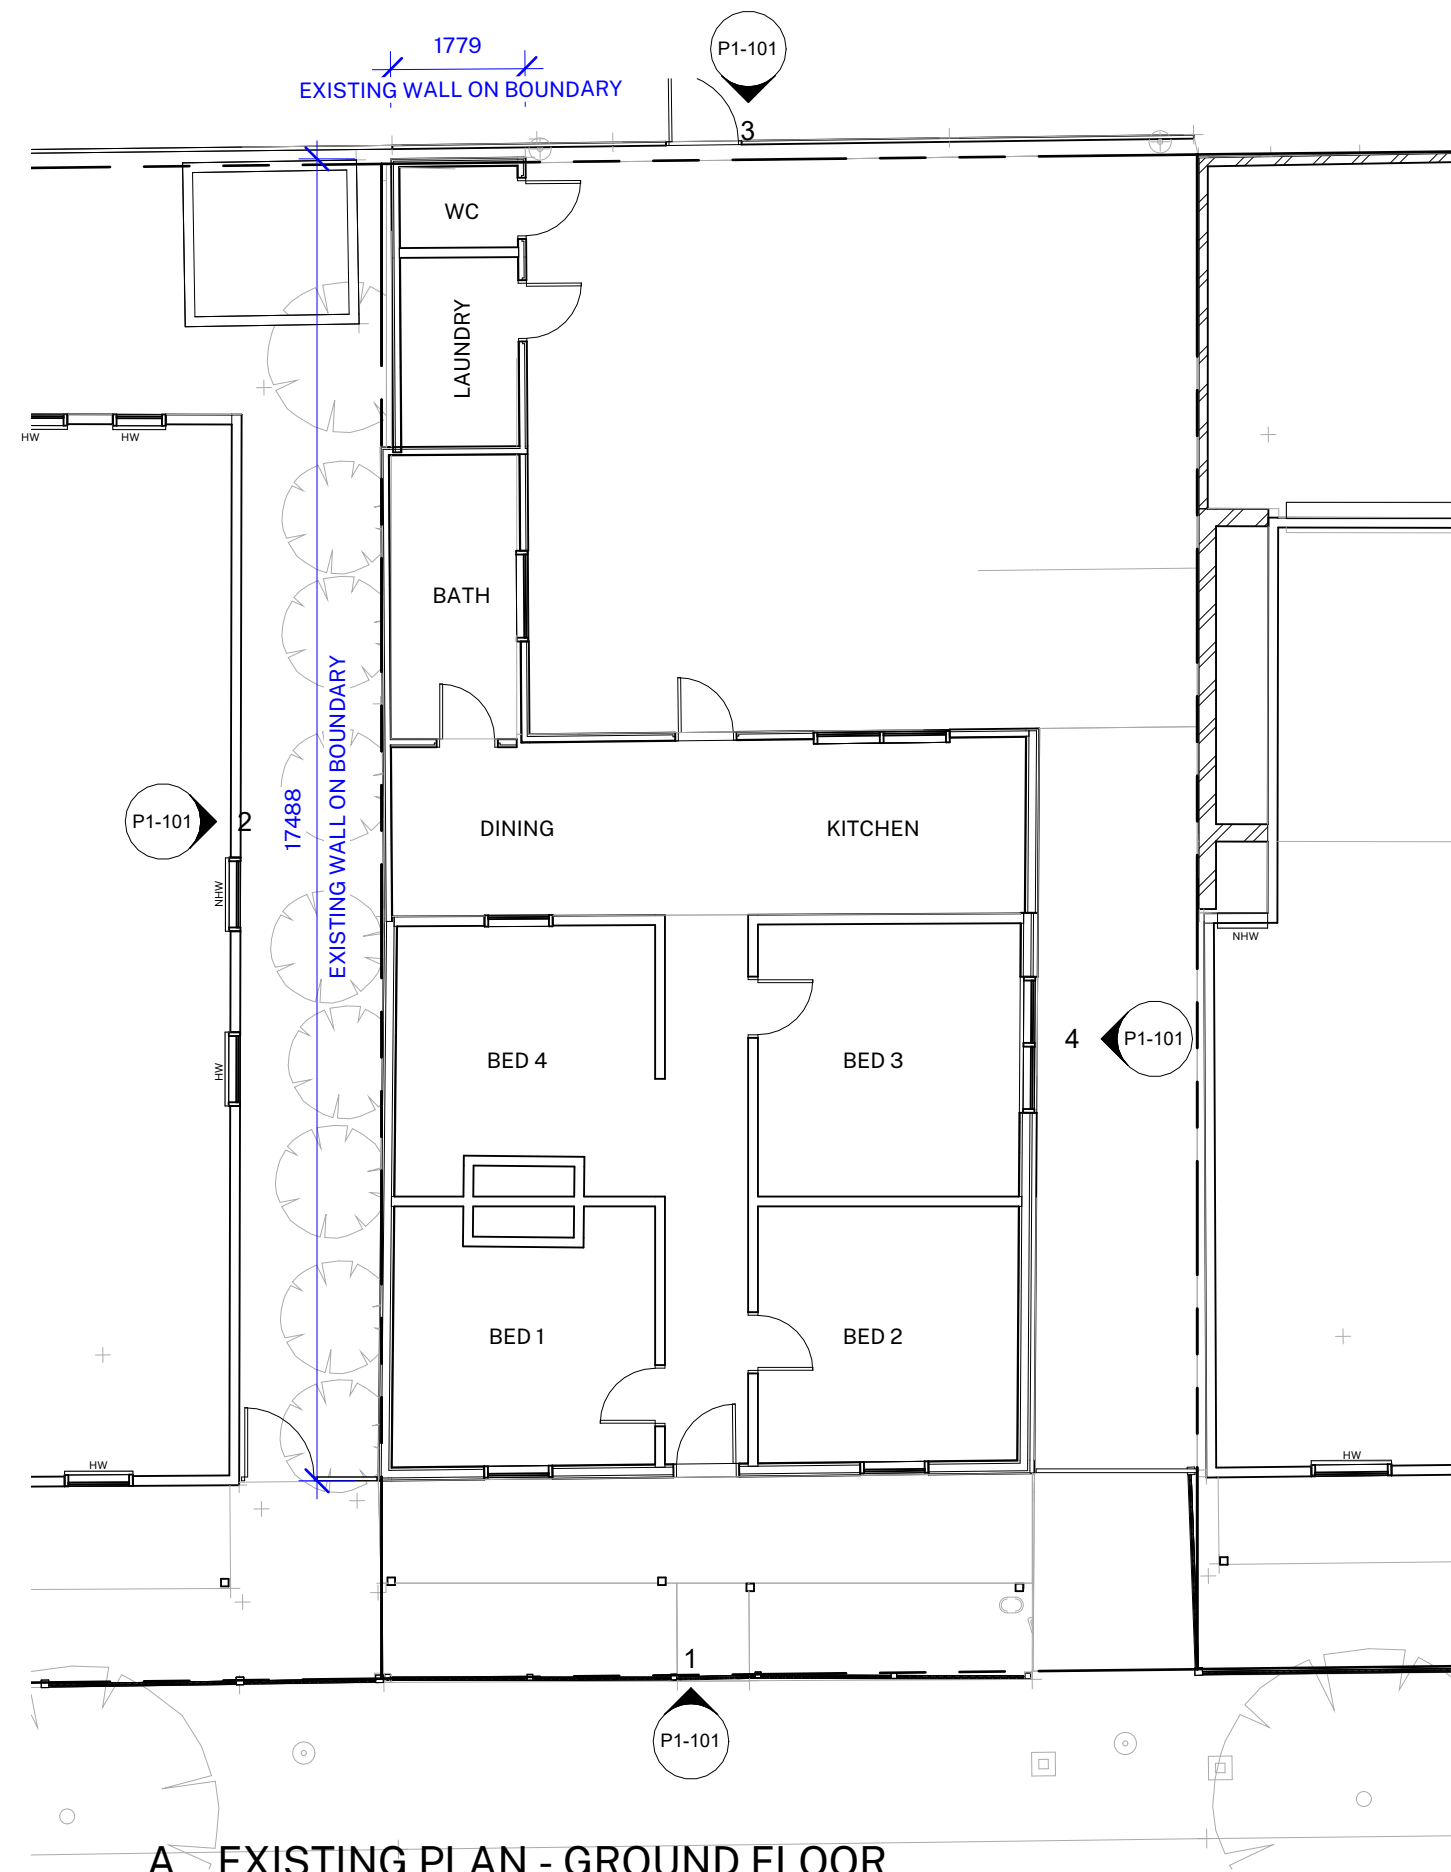 1779
P1-101
EXISTING WALL ON BOUNDARY
3
WC
LAUNDRY
HW
HW
BATH
EXISTING WALL ON BOUNDARY
17488
P1-101
2
DINING
KITCHEN
NHW
NHW
HW
BED 4
BED 3
4
P1-101
BED 1
BED 2
HW
HW
1
P1-101
A EXISTING PLAN - GROUND FLOOR